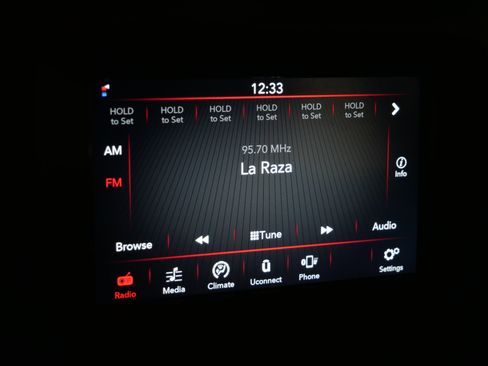 12:33
HOLD to Set HOLD to Set HOLD to Set HOLD to Set HOLD to Set HOLD to Set
AM
95.70 MHz
La Raza
FM
Info
Browse Tune Audio
Radio Media Climate Uconnect Phone Settings